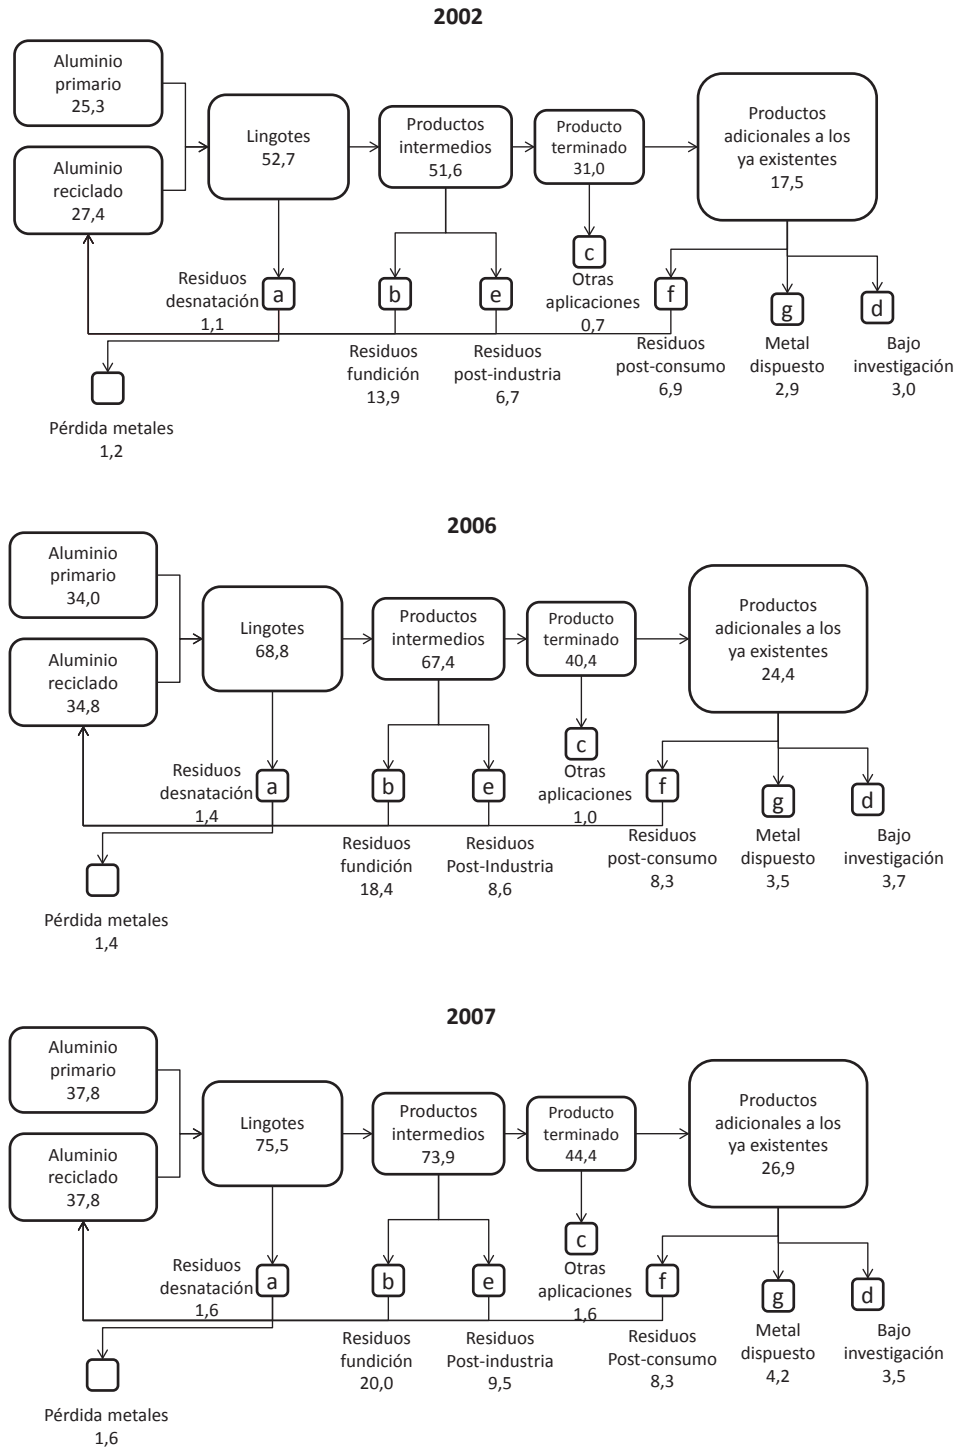 2002
Aluminio
primario
25,3
Aluminio
reciclado
27,4
Lingotes
52,7
Productos
intermedios
51,6
Producto
terminado
31,0
Productos
adicionales a los
ya existentes
17,5
Residuos
desnatación
1,1
a
b
e
c
Otras
aplicaciones
0,7
f
g
d
Residuos
fundición
13,9
Residuos
post-industria
6,7
Residuos
post-consumo
6,9
Metal
dispuesto
2,9
Bajo
investigación
3,0
Pérdida metales
1,2
2006
Aluminio
primario
34,0
Aluminio
reciclado
34,8
Lingotes
68,8
Productos
intermedios
67,4
Producto
terminado
40,4
Productos
adicionales a los
ya existentes
24,4
Residuos
desnatación
1,4
a
b
e
c
Otras
aplicaciones
1,0
f
g
d
Residuos
fundición
18,4
Residuos
Post-Industria
8,6
Residuos
post-consumo
8,3
Metal
dispuesto
3,5
Bajo
investigación
3,7
Pérdida metales
1,4
2007
Aluminio
primario
37,8
Aluminio
reciclado
37,8
Lingotes
75,5
Productos
intermedios
73,9
Producto
terminado
44,4
Productos
adicionales a los
ya existentes
26,9
Residuos
desnatación
1,6
a
b
e
c
Otras
aplicaciones
1,6
f
g
d
Residuos
fundición
20,0
Residuos
Post-industria
9,5
Residuos
Post-consumo
8,3
Metal
dispuesto
4,2
Bajo
investigación
3,5
Pérdida metales
1,6